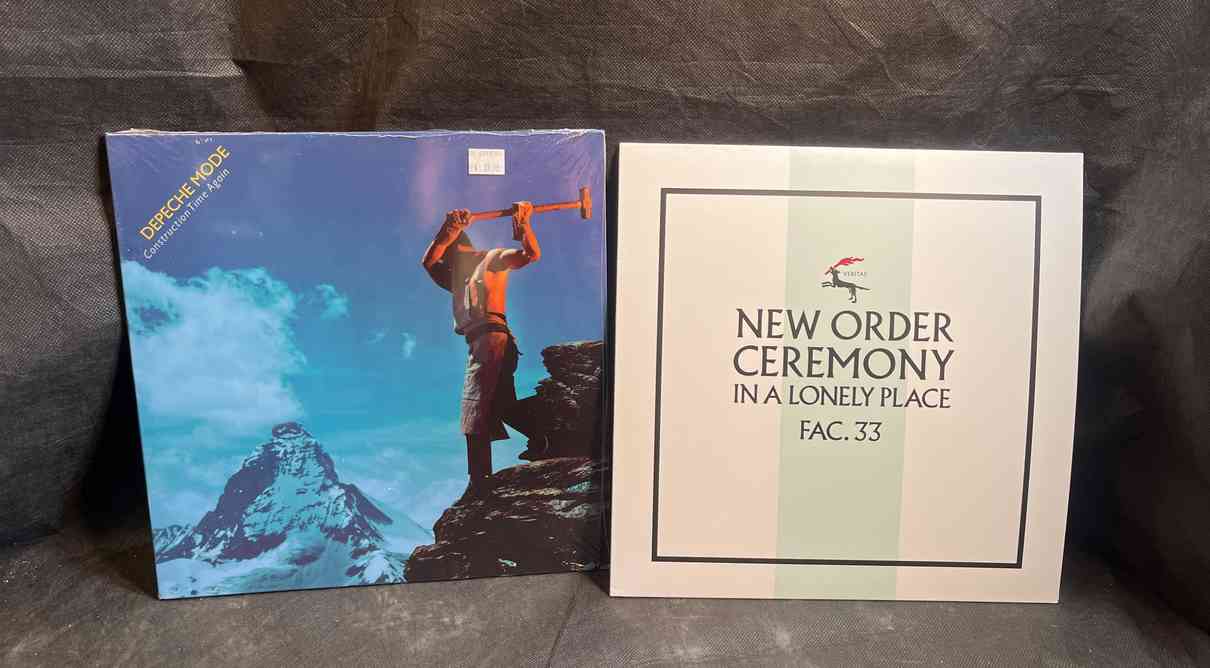 DEPECHE MODE
Construction Time Again
VERITAS
NEW ORDER
CEREMONY
IN A LONELY PLACE
FAC. 33